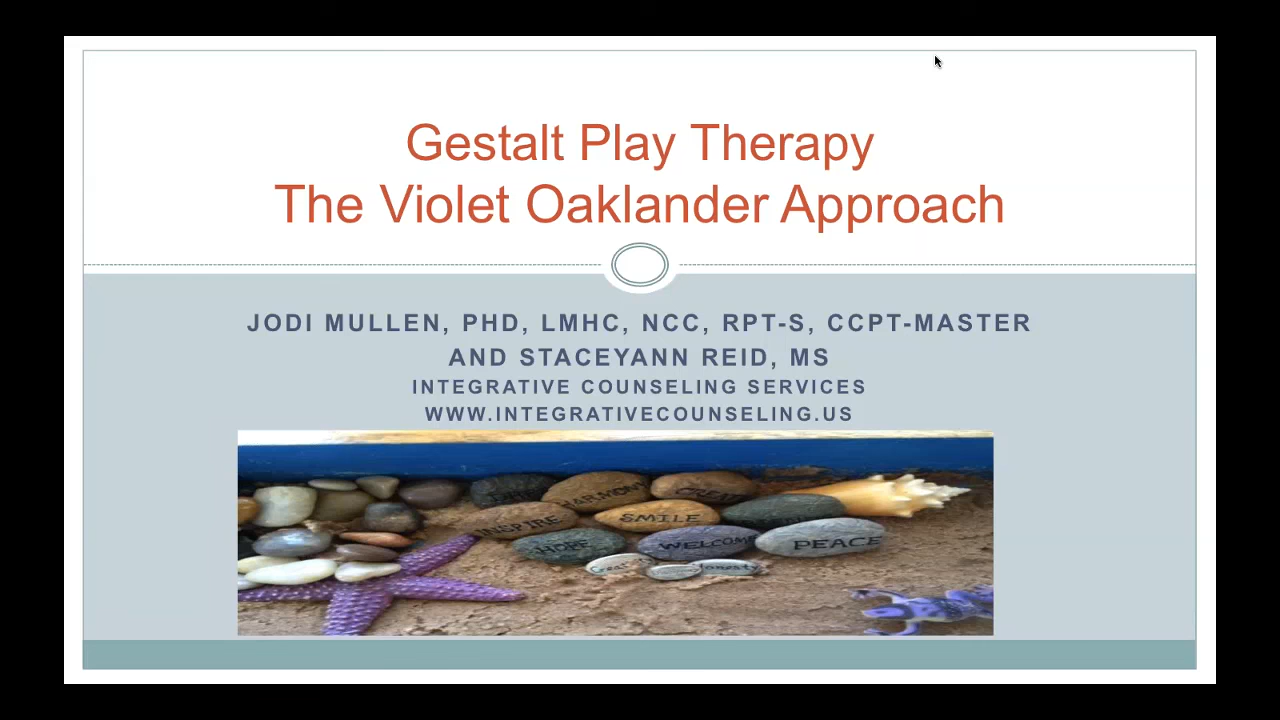 Gestalt Play Therapy
The Violet Oaklander Approach
JODI MULLEN, PHD, LMHC, NCC, RPT-S, CCPT-MASTER
AND STACEYANN REID, MS
INTEGRATIVE COUNSELING SERVICES
WWW.INTEGRATIVECOUNSELING.US
HARMONY
CREATE
INSPIRE
SMILE
HOPE
WELCOME
PEACE